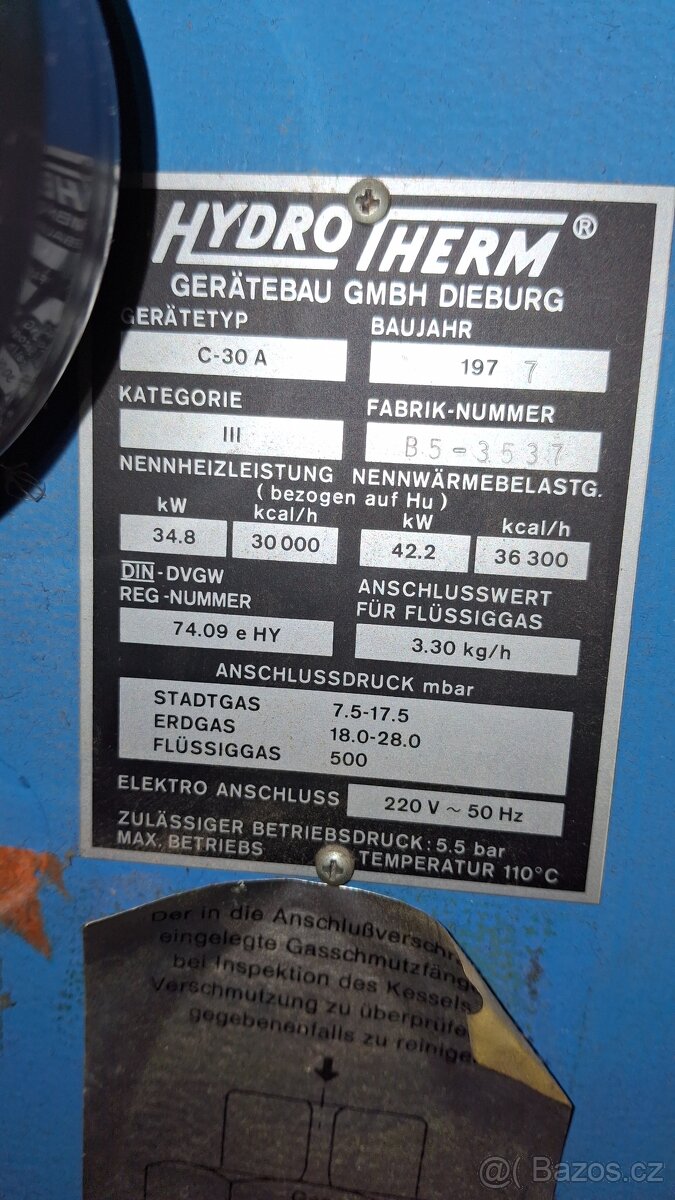 HYDROTHERM®
GERÄTEBAU GMBH DIEBURG
GERÄTETYP BAUJAHR
C-30 A 197 7
KATEGORIE FABRIK-NUMMER
III B5-3537
NENNHEIZLEISTUNG NENNWÄRMEBELASTG.
(bezogen auf Hu)
kW kcal/h kW kcal/h
34.8 30 000 42.2 36 300
DIN-DVGW ANSCHLUSSWERT
REG-NUMMER FÜR FLÜSSIGGAS
74.09 e HY 3.30 kg/h
ANSCHLUSSDRUCK mbar
STADTGAS 7.5-17.5
ERDGAS 18.0-28.0
FLÜSSIGGAS 500
ELEKTRO ANSCHLUSS 220 V ~ 50 Hz
ZULÄSSIGER BETRIEBSDRUCK: 5.5 bar
MAX. BETRIEBS TEMPERATUR 110°C
Der in die Anschlußverschr
eingelegte Gasschmutzfäng
bei Inspektion des Kessels
Verschmutzung zu überprüfe
gegebenenfalls zu reinige
@ Bazos.cz